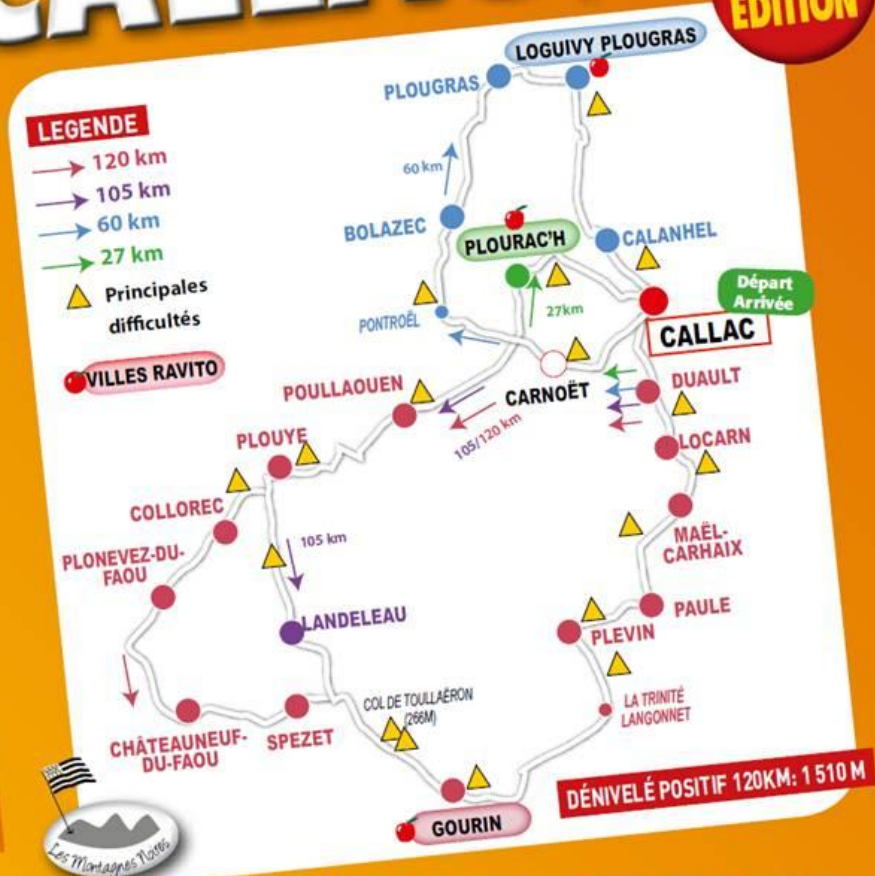 EDITION
LEGENDE
120 km
105 km
60 km
27 km
Principales
difficultés
VILLES RAVITO
LOGUIVY PLOUGRAS
PLOUGRAS
60 km
BOLAZEC
PLOURAC'H
CALANHEL
Départ
Arrivée
27km
PONTROËL
CALLAC
CARNOËT
DUAULT
POULLAOUEN
105/120 km
LOCARN
PLOUYE
COLLOREC
MAËL-
CARHAIX
PLONEVEZ-DU-
FAOU
105 km
LANDELEAU
PAULE
PLEVIN
COL DE TOULLAËRON
(266M)
LA TRINITÉ
LANGONNET
CHÂTEAUNEUF-
DU-FAOU
SPEZET
DÉNIVELÉ POSITIF 120KM: 1 510 M
GOURIN
Les Montagnes Noires